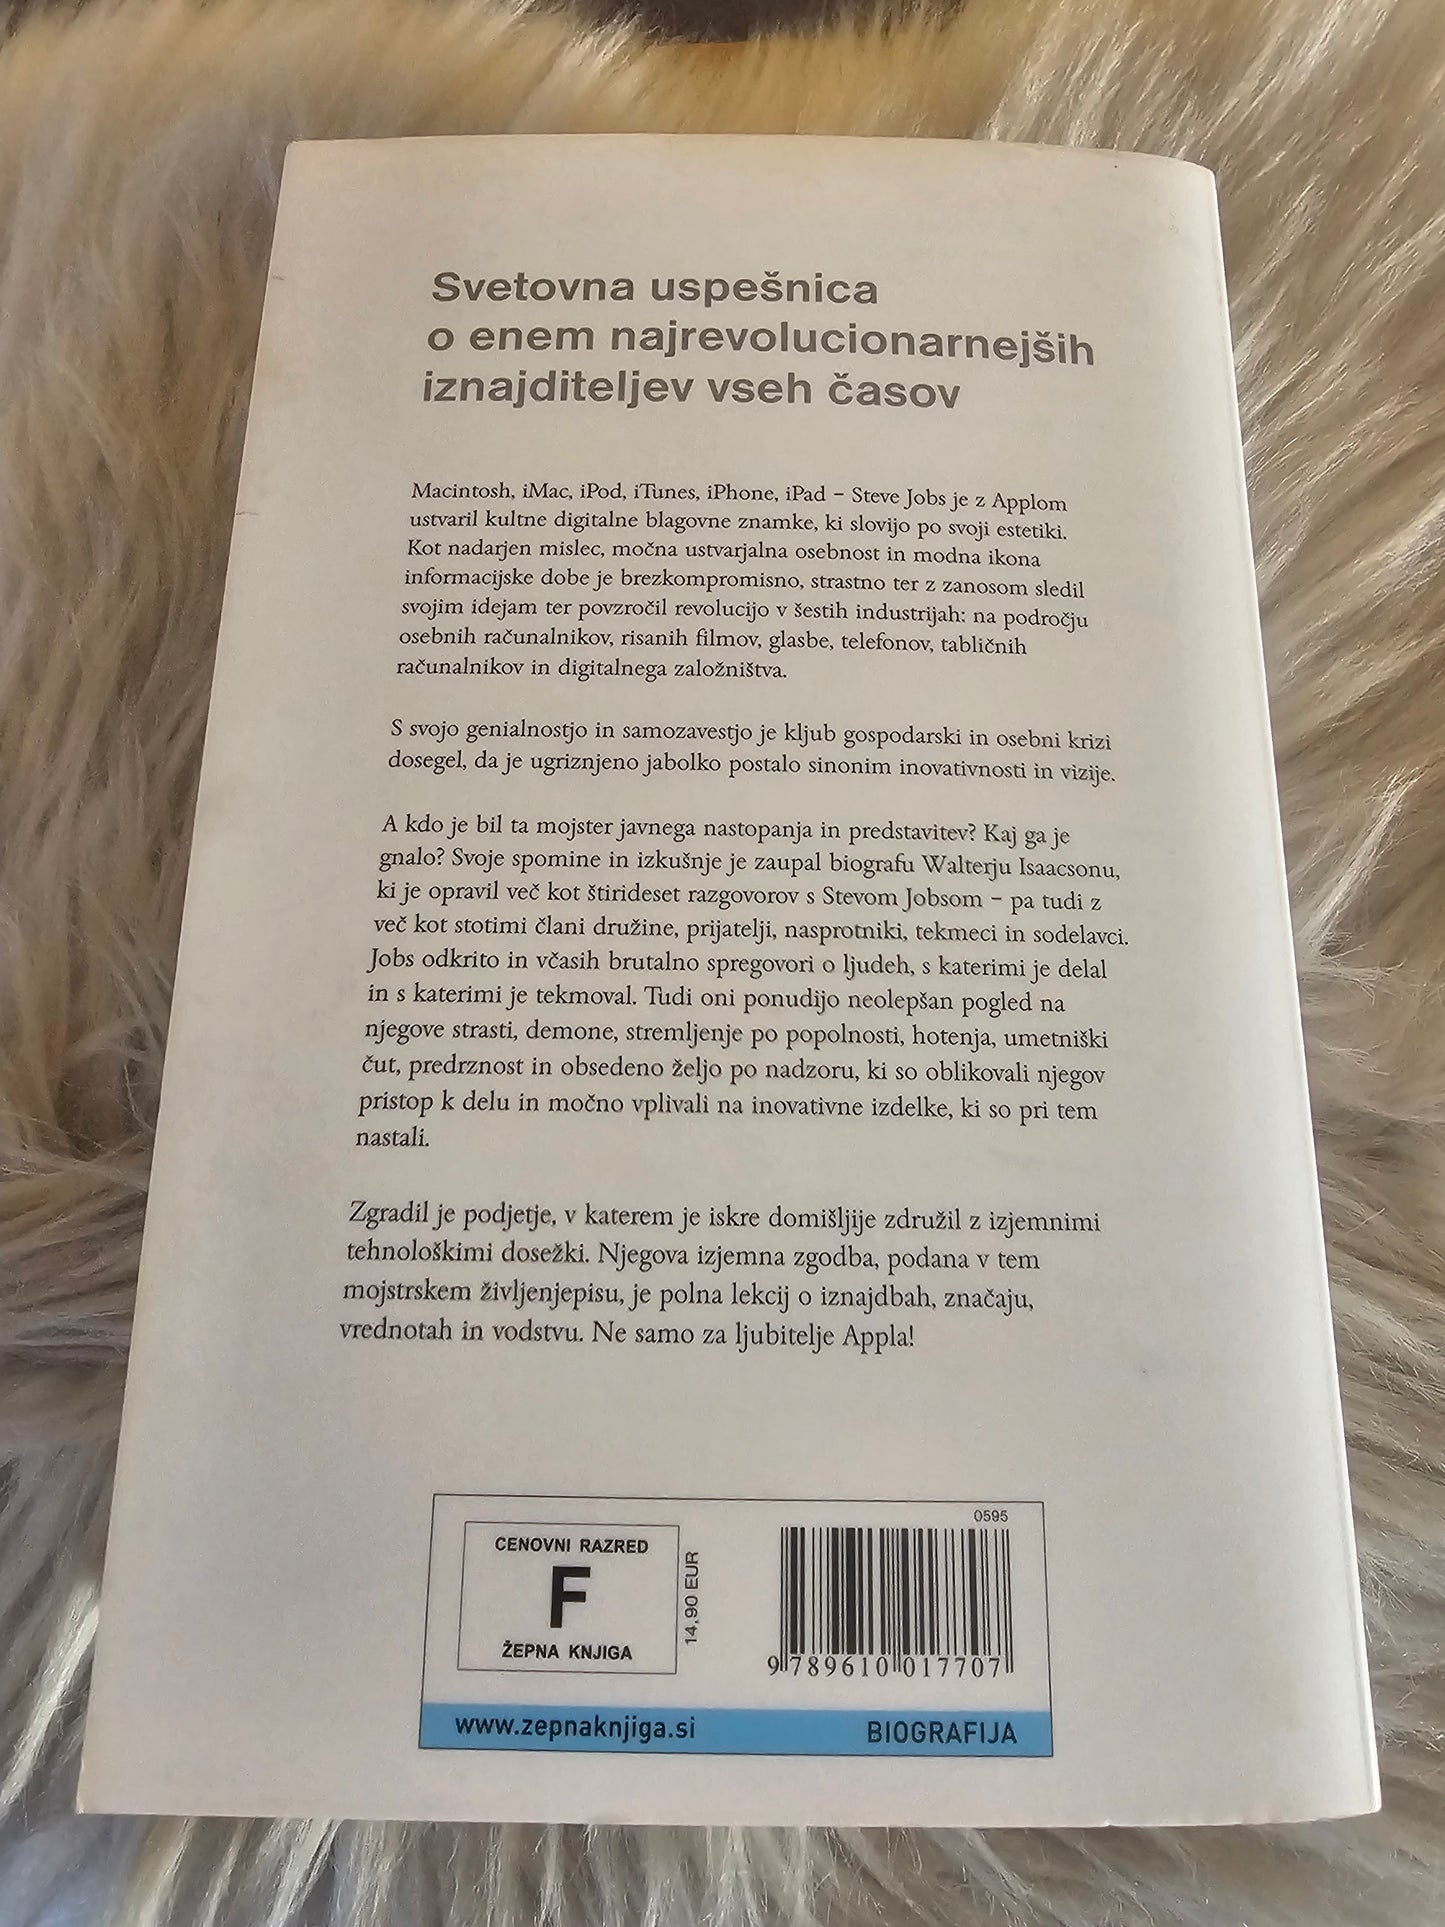 Svetovna uspešnica
o enem najrevolucionarnejših
iznajditeljev vseh časov
Macintosh, iMac, iPod, iTunes, iPhone, iPad – Steve Jobs je z Applom
ustvaril kultne digitalne blagovne znamke, ki slovijo po svoji estetiki.
Kot nadarjen mislec, močna ustvarjalna osebnost in modna ikona
informacijske dobe je brezkompromisno, strastno ter z zanosom sledil
svojim idejam ter povzročil revolucijo v šestih industrijah: na področju
osebnih računalnikov, risanih filmov, glasbe, telefonov, tabličnih
računalnikov in digitalnega založništva.
S svojo genialnostjo in samozavestjo je kljub gospodarski in osebni krizi
dosegel, da je ugriznjeno jabolko postalo sinonim inovativnosti in vizije.
A kdo je bil ta mojster javnega nastopanja in predstavitev? Kaj ga je
gnalo? Svoje spomine in izkušnje je zaupal biografu Walterju Isaacsonu,
ki je opravil več kot štirideset razgovorov s Stevom Jobsom – pa tudi z
več kot stotimi člani družine, prijatelji, nasprotniki, tekmeci in sodelavci.
Jobs odkrito in včasih brutalno spregovori o ljudeh, s katerimi je delal
in s katerimi je tekmoval. Tudi oni ponudijo neolepšan pogled na
njegove strasti, demone, stremljenje po popolnosti, hotenja, umetniški
čut, predrznost in obsedeno željo po nadzoru, ki so oblikovali njegov
pristop k delu in močno vplivali na inovativne izdelke, ki so pri tem
nastali.
Zgradil je podjetje, v katerem je iskre domišljije združil z izjemnimi
tehnološkimi dosežki. Njegova izjemna zgodba, podana v tem
mojstrskem življenjepisu, je polna lekcij o iznajdbah, značaju,
vrednotah in vodstvu. Ne samo za ljubitelje Appla!
CENOVNI RAZRED
F
ŽEPNA KNJIGA
14,90 EUR
0595
9 789610 017707
www.zepnaknjiga.si
BIOGRAFIJA